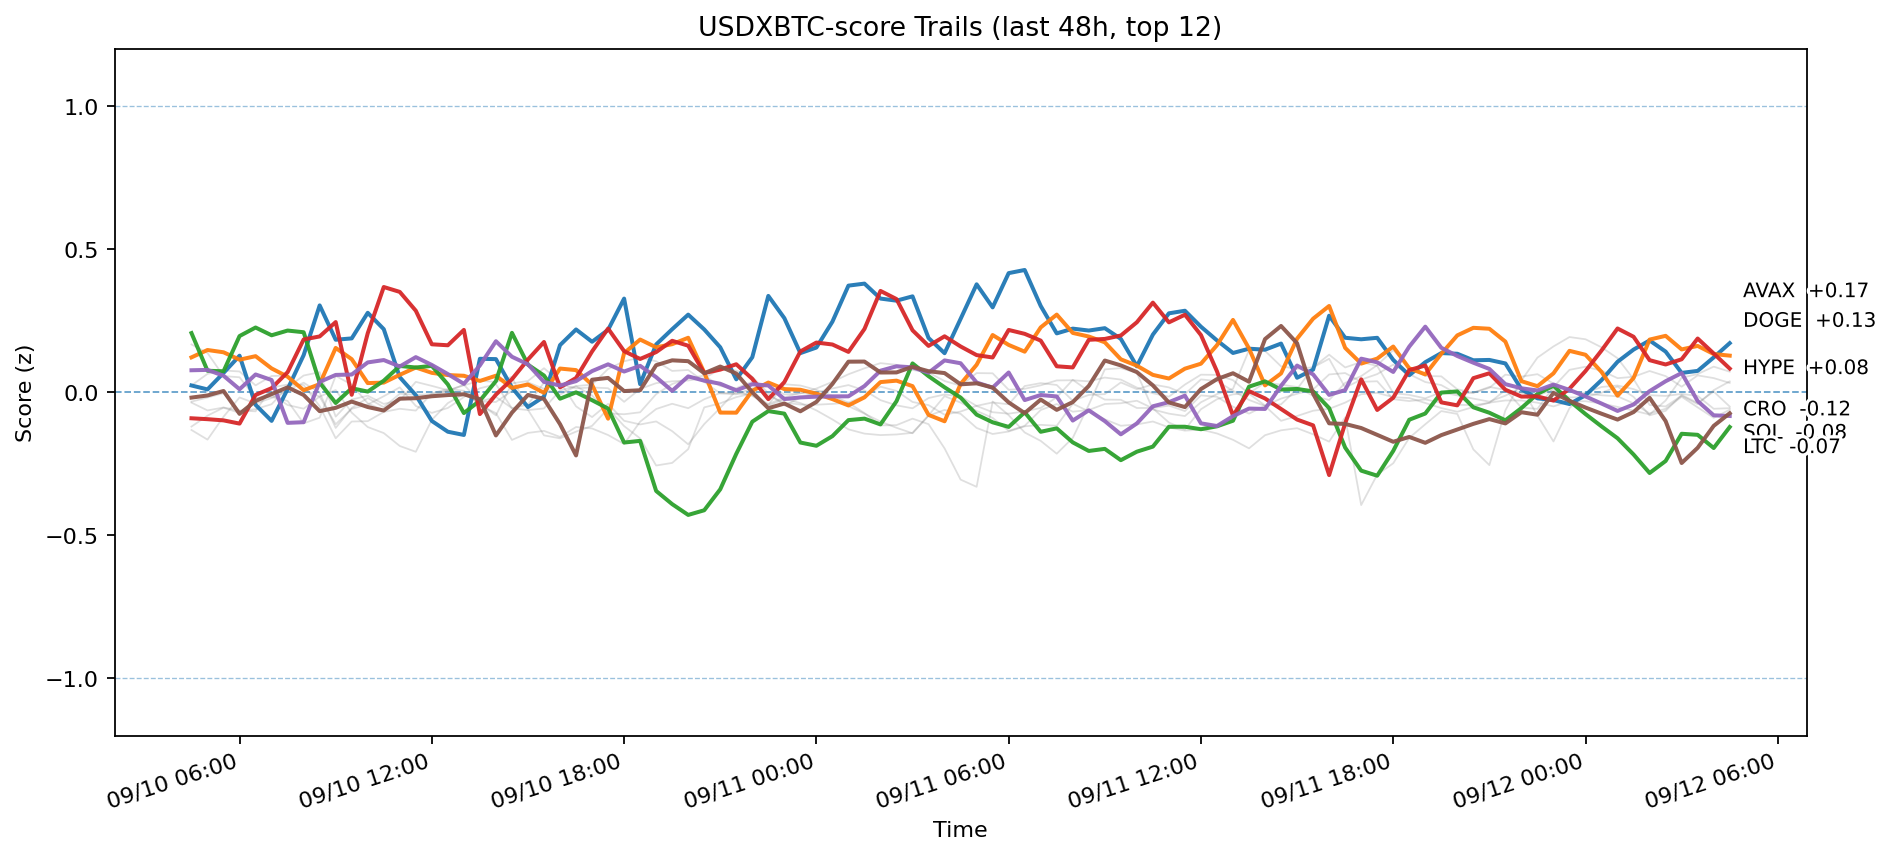 USDXBTC-score Trails (last 48h, top 12)
Score (z)
1.0
0.5
0.0
−0.5
−1.0
AVAX +0.17
DOGE +0.13
HYPE +0.08
CRO -0.12
SOL -0.08
LTC -0.07
09/10 06:00
09/10 12:00
09/10 18:00
09/11 00:00
09/11 06:00
09/11 12:00
09/11 18:00
09/12 00:00
09/12 06:00
Time